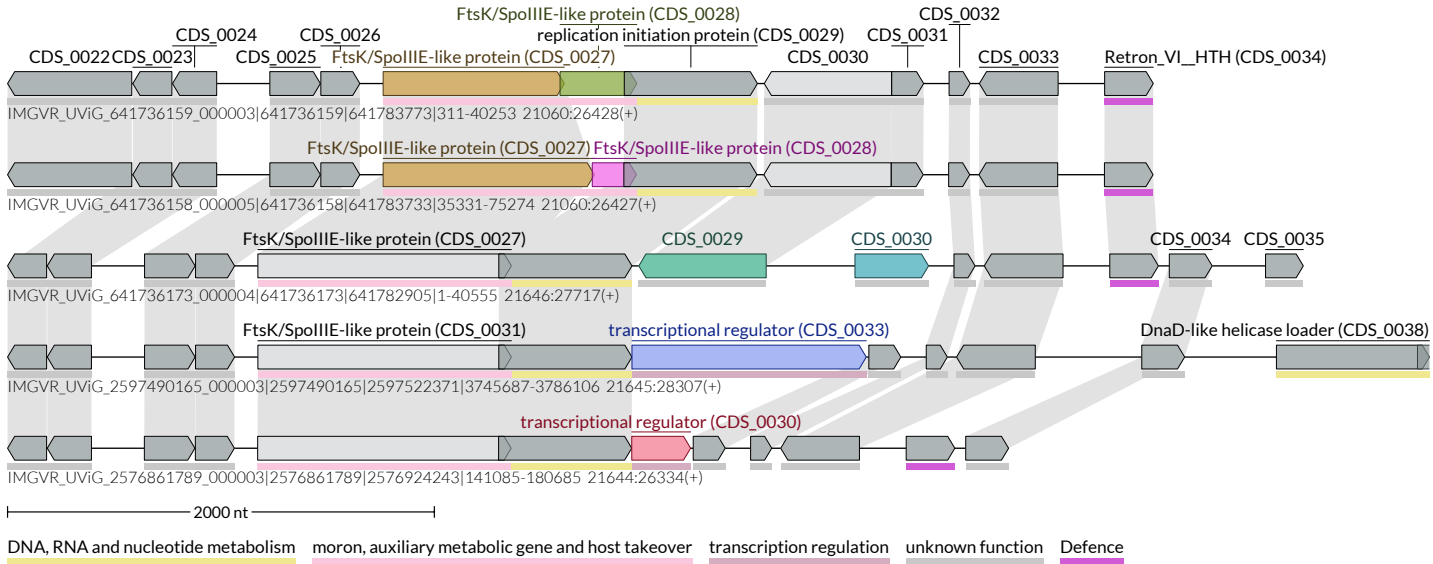 FtsK/SpoIIIE-like protein (CDS_0028) CDS_0032
CDS_0024 CDS_0026 replication initiation protein (CDS_0029) CDS_0031
CDS_0022 CDS_0023 CDS_0025 FtsK/SpoIIIE-like protein (CDS_0027) CDS_0030 CDS_0033 Retron_VI__HTH (CDS_0034)
IMGVR_UViG_641736159_000003|641736159|641783773|311-40253 21060:26428(+)
FtsK/SpoIIIE-like protein (CDS_0027) FtsK/SpoIIIE-like protein (CDS_0028)
IMGVR_UViG_641736158_000005|641736158|641783733|35331-75274 21060:26427(+)
FtsK/SpoIIIE-like protein (CDS_0027) CDS_0029 CDS_0030 CDS_0034 CDS_0035
IMGVR_UViG_641736173_000004|641736173|641782905|1-40555 21646:27717(+)
FtsK/SpoIIIE-like protein (CDS_0031) transcriptional regulator (CDS_0033) DnaD-like helicase loader (CDS_0038)
IMGVR_UViG_2597490165_000003|2597490165|2597522371|3745687-3786106 21645:28307(+)
transcriptional regulator (CDS_0030)
IMGVR_UViG_2576861789_000003|2576861789|2576924243|141085-180685 21644:26334(+)
2000 nt
DNA, RNA and nucleotide metabolism moron, auxiliary metabolic gene and host takeover transcription regulation unknown function Defence